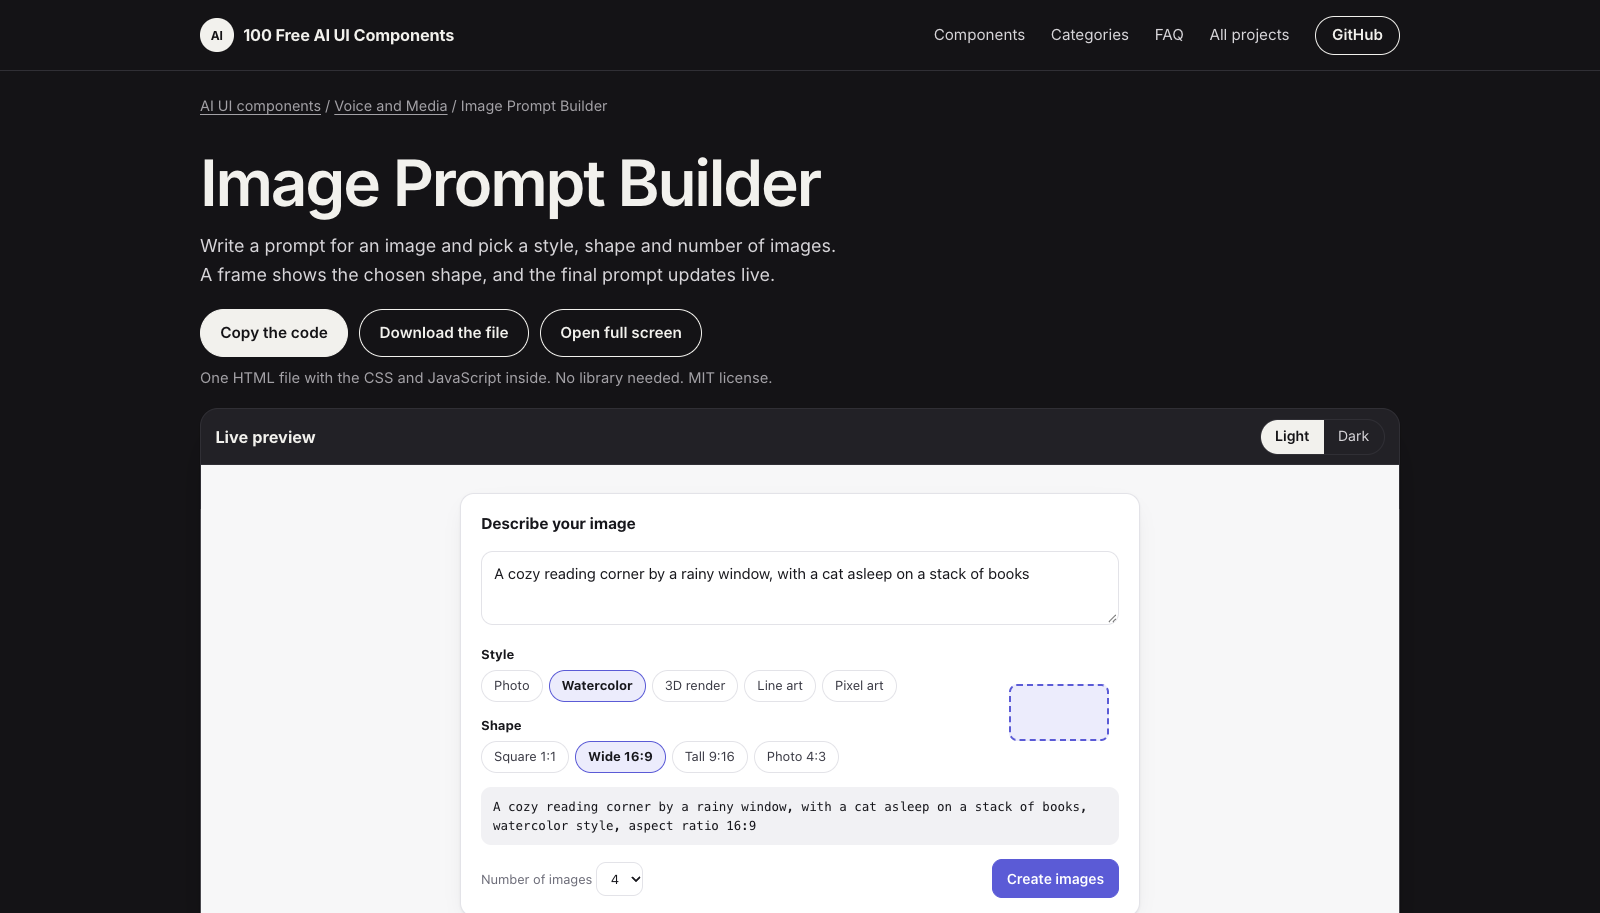 AI
100 Free AI UI Components
Components
Categories
FAQ
All projects
GitHub
AI UI components / Voice and Media / Image Prompt Builder
Image Prompt Builder
Write a prompt for an image and pick a style, shape and number of images.
A frame shows the chosen shape, and the final prompt updates live.
Copy the code
Download the file
Open full screen
One HTML file with the CSS and JavaScript inside. No library needed. MIT license.
Live preview
Light
Dark
Describe your image
A cozy reading corner by a rainy window, with a cat asleep on a stack of books
Style
Photo
Watercolor
3D render
Line art
Pixel art
Shape
Square 1:1
Wide 16:9
Tall 9:16
Photo 4:3
A cozy reading corner by a rainy window, with a cat asleep on a stack of books,
watercolor style, aspect ratio 16:9
Number of images
4
Create images